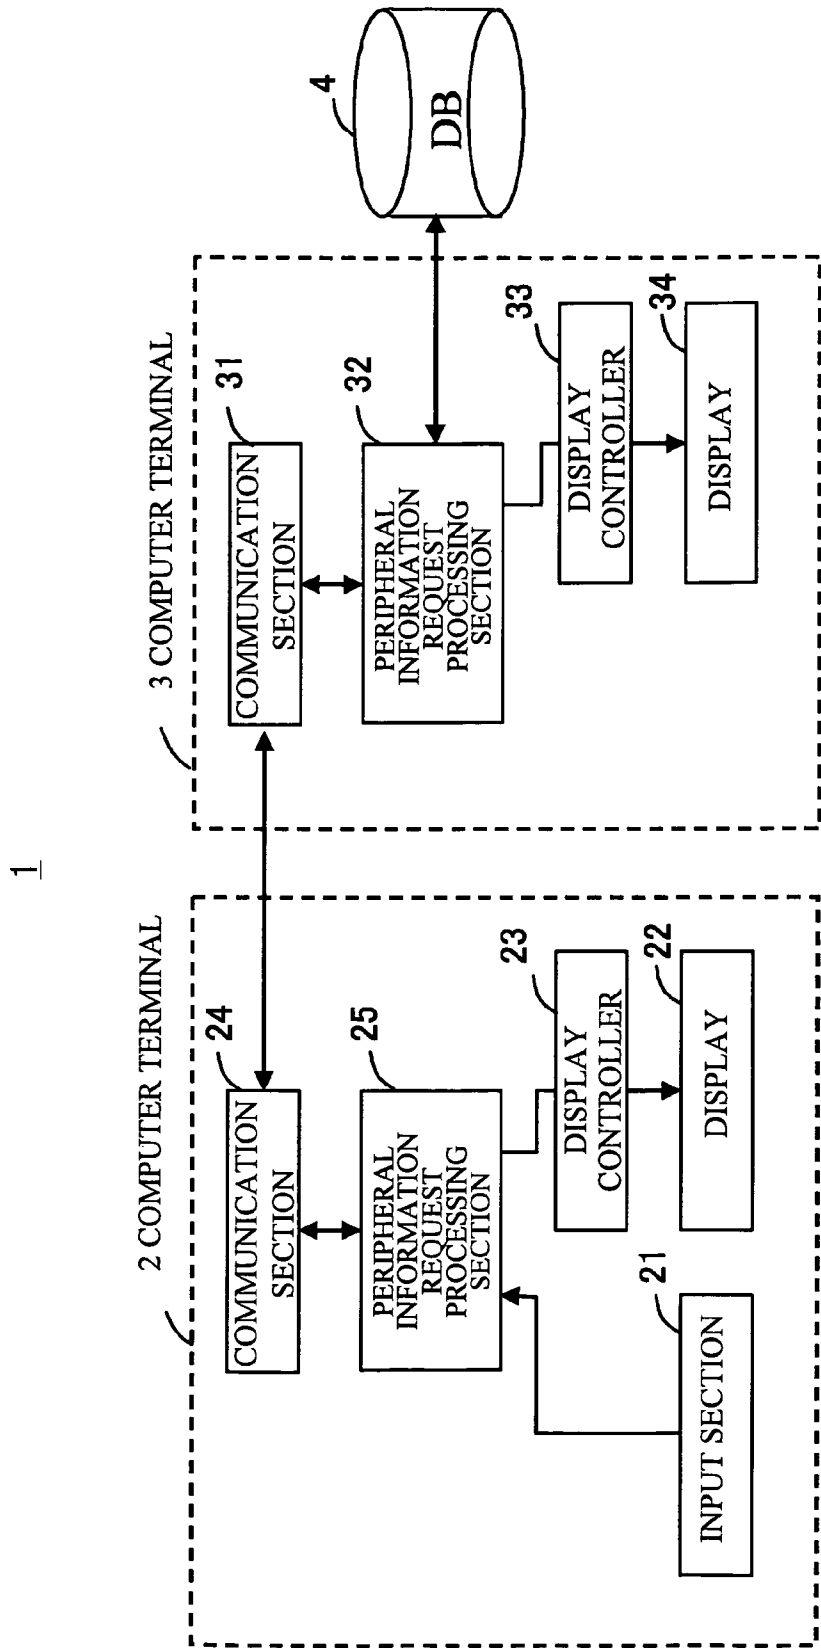 1
2 COMPUTER TERMINAL
24
COMMUNICATION
SECTION
25
PERIPHERAL
INFORMATION
REQUEST
PROCESSING
SECTION
23
DISPLAY
CONTROLLER
21
INPUT SECTION
22
DISPLAY
3 COMPUTER TERMINAL
31
COMMUNICATION
SECTION
32
PERIPHERAL
INFORMATION
REQUEST
PROCESSING
SECTION
33
DISPLAY
CONTROLLER
34
DISPLAY
4
DB